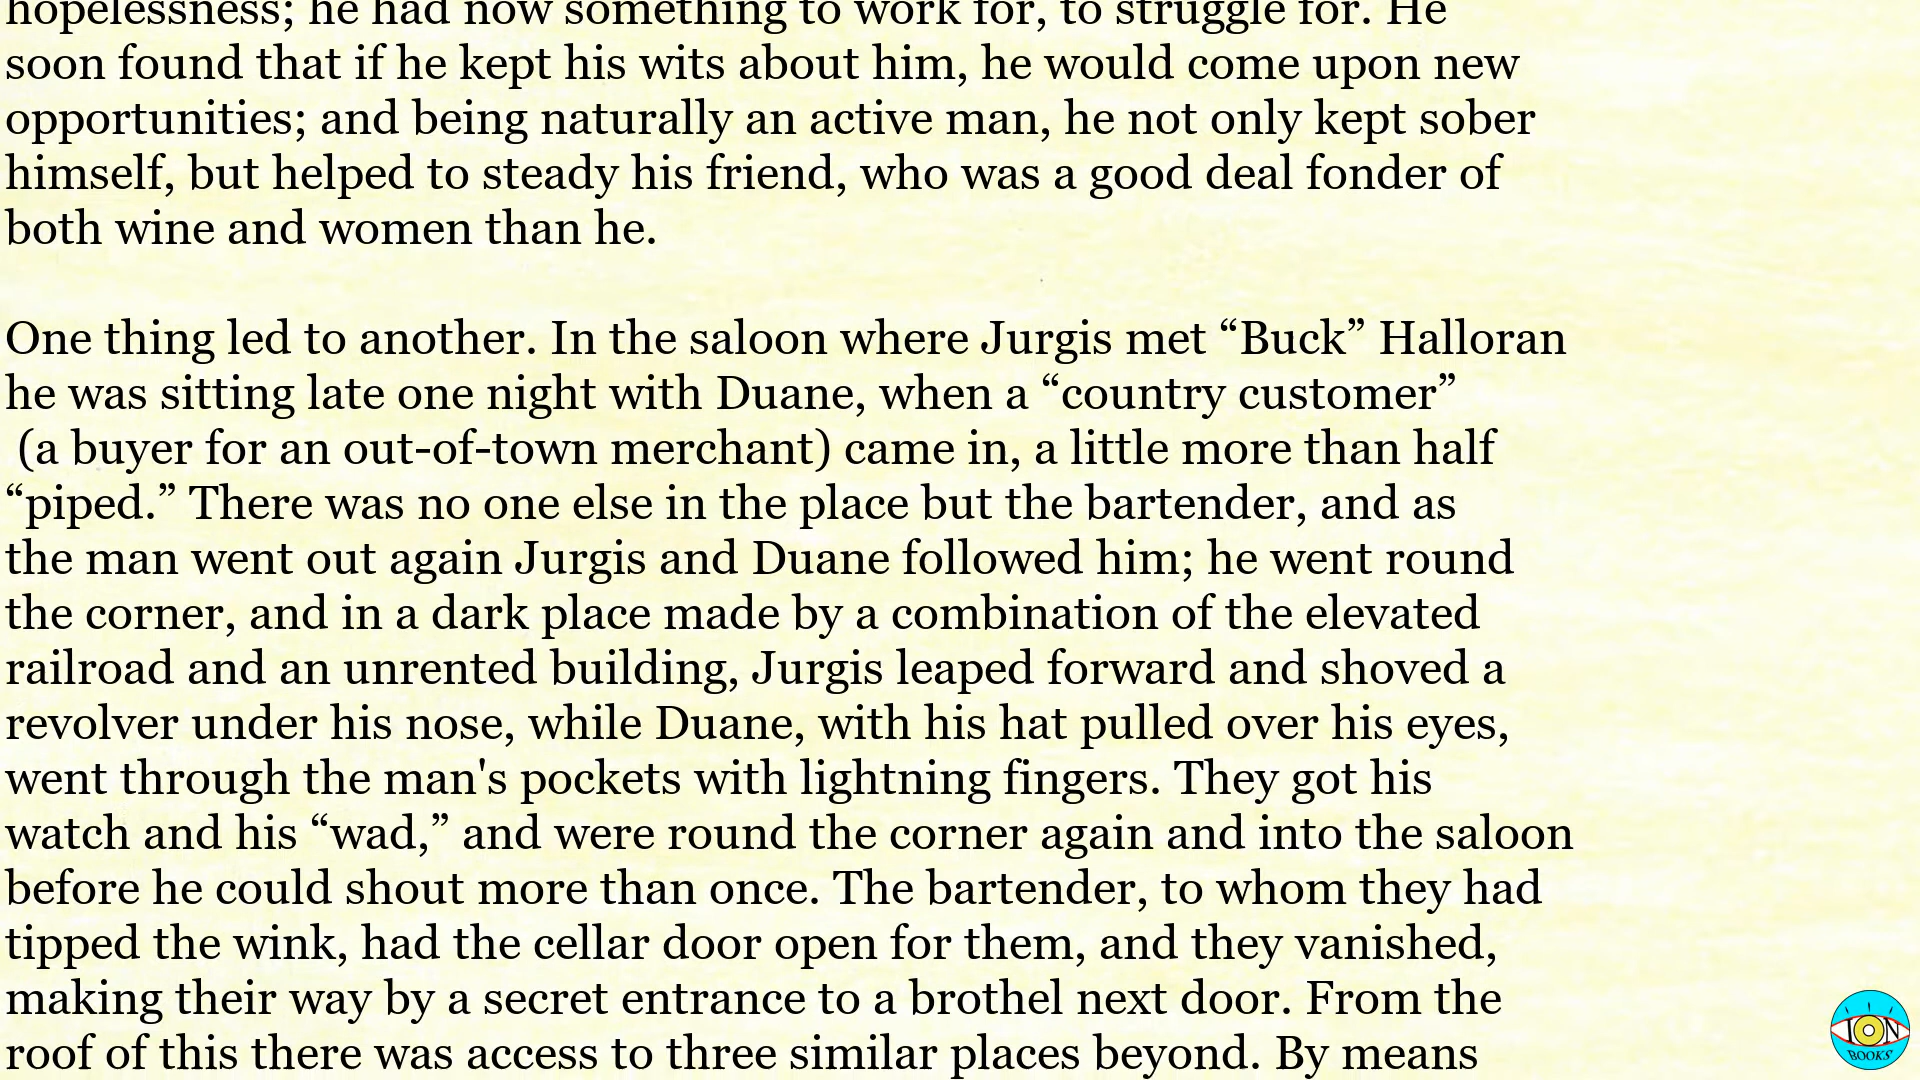 hopelessness; he had now something to work for, to struggle for. He
soon found that if he kept his wits about him, he would come upon new
opportunities; and being naturally an active man, he not only kept sober
himself, but helped to steady his friend, who was a good deal fonder of
both wine and women than he.
One thing led to another. In the saloon where Jurgis met “Buck” Halloran
he was sitting late one night with Duane, when a “country customer”
(a buyer for an out-of-town merchant) came in, a little more than half
“piped.” There was no one else in the place but the bartender, and as
the man went out again Jurgis and Duane followed him; he went round
the corner, and in a dark place made by a combination of the elevated
railroad and an unrented building, Jurgis leaped forward and shoved a
revolver under his nose, while Duane, with his hat pulled over his eyes,
went through the man's pockets with lightning fingers. They got his
watch and his “wad,” and were round the corner again and into the saloon
before he could shout more than once. The bartender, to whom they had
tipped the wink, had the cellar door open for them, and they vanished,
making their way by a secret entrance to a brothel next door. From the
roof of this there was access to three similar places beyond. By means
ION
BOOKS